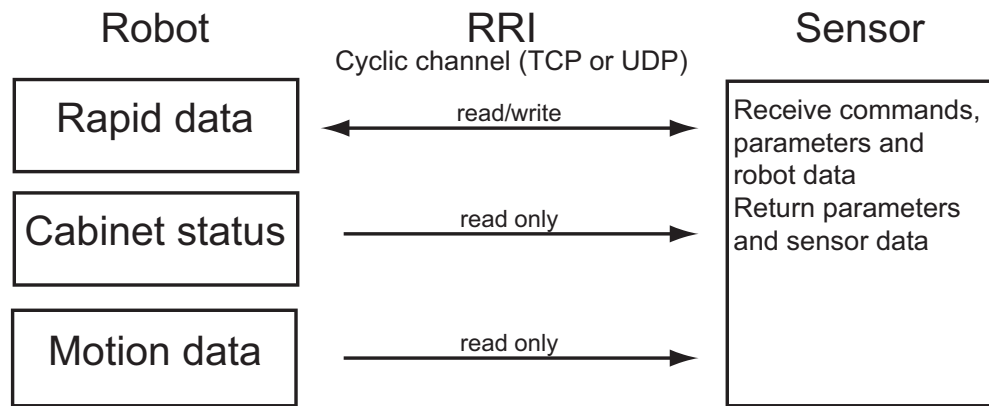 Robot
RRI
Sensor
Cyclic channel (TCP or UDP)
Rapid data
read/write
Receive commands,
parameters and
robot data
Return parameters
and sensor data
Cabinet status
read only
Motion data
read only